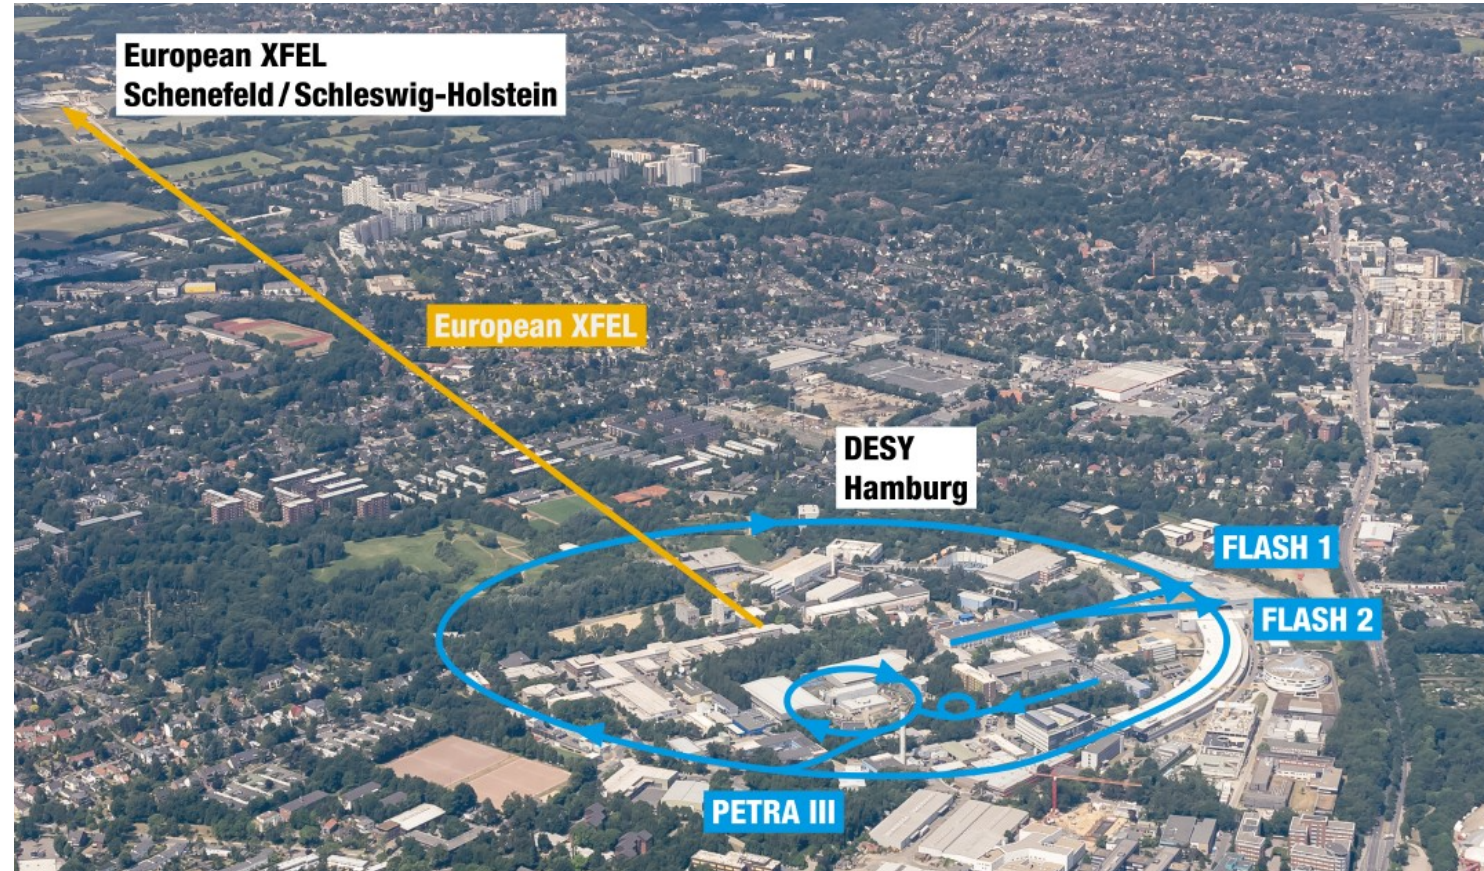 European XFEL
Schenefeld / Schleswig-Holstein
European XFEL
DESY
Hamburg
FLASH 1
FLASH 2
PETRA III